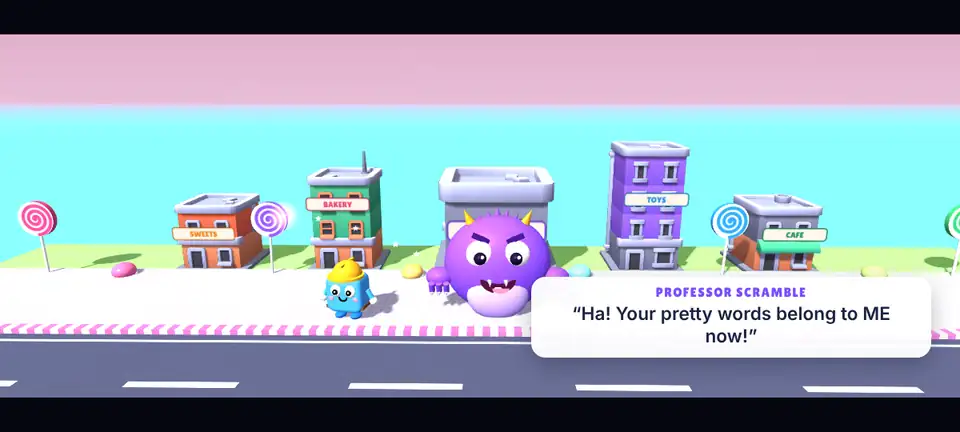 BAKERY
TOYS
SWEETS
CAFE
PROFESSOR SCRAMBLE
“Ha! Your pretty words belong to ME
now!”